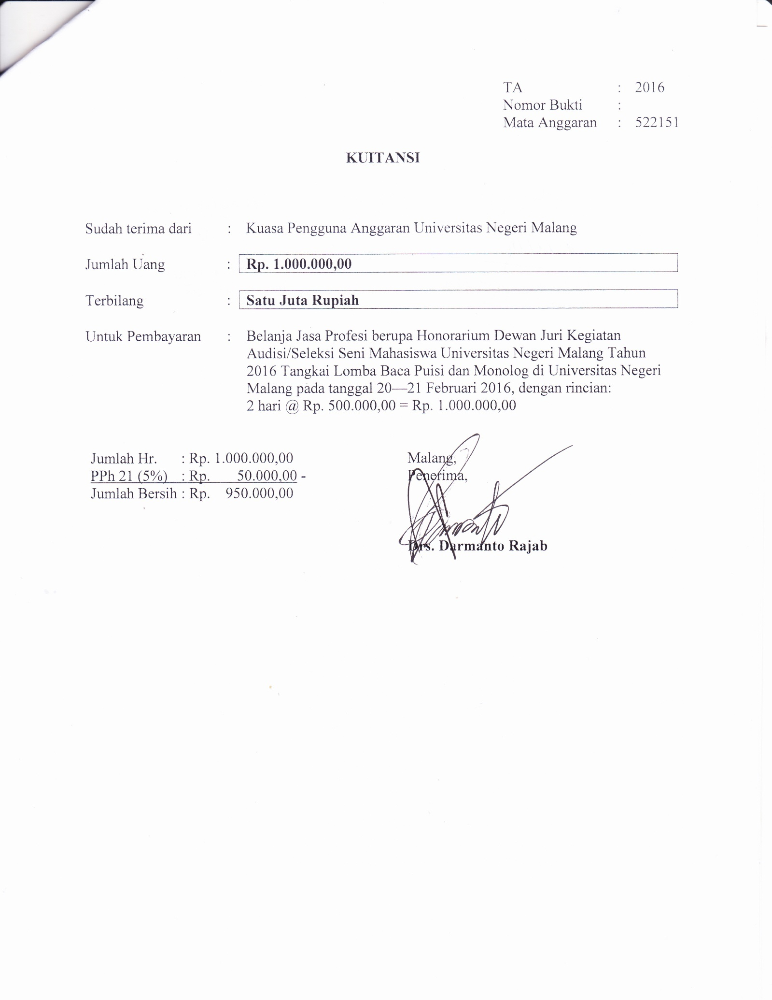 TA : 2016
Nomor Bukti :
Mata Anggaran : 522151
KUITANSI
Sudah terima dari : Kuasa Pengguna Anggaran Universitas Negeri Malang
Jumlah Uang : Rp. 1.000.000,00
Terbilang : Satu Juta Rupiah
Untuk Pembayaran : Belanja Jasa Profesi berupa Honorarium Dewan Juri Kegiatan
Audisi/Seleksi Seni Mahasiswa Universitas Negeri Malang Tahun
2016 Tangkai Lomba Baca Puisi dan Monolog di Universitas Negeri
Malang pada tanggal 20—21 Februari 2016, dengan rincian:
2 hari @ Rp. 500.000,00 = Rp. 1.000.000,00
Jumlah Hr. : Rp. 1.000.000,00
PPh 21 (5%) : Rp. 50.000,00 -
Jumlah Bersih : Rp. 950.000,00
Malang,
Penerima,
Drs. Darmanto Rajab